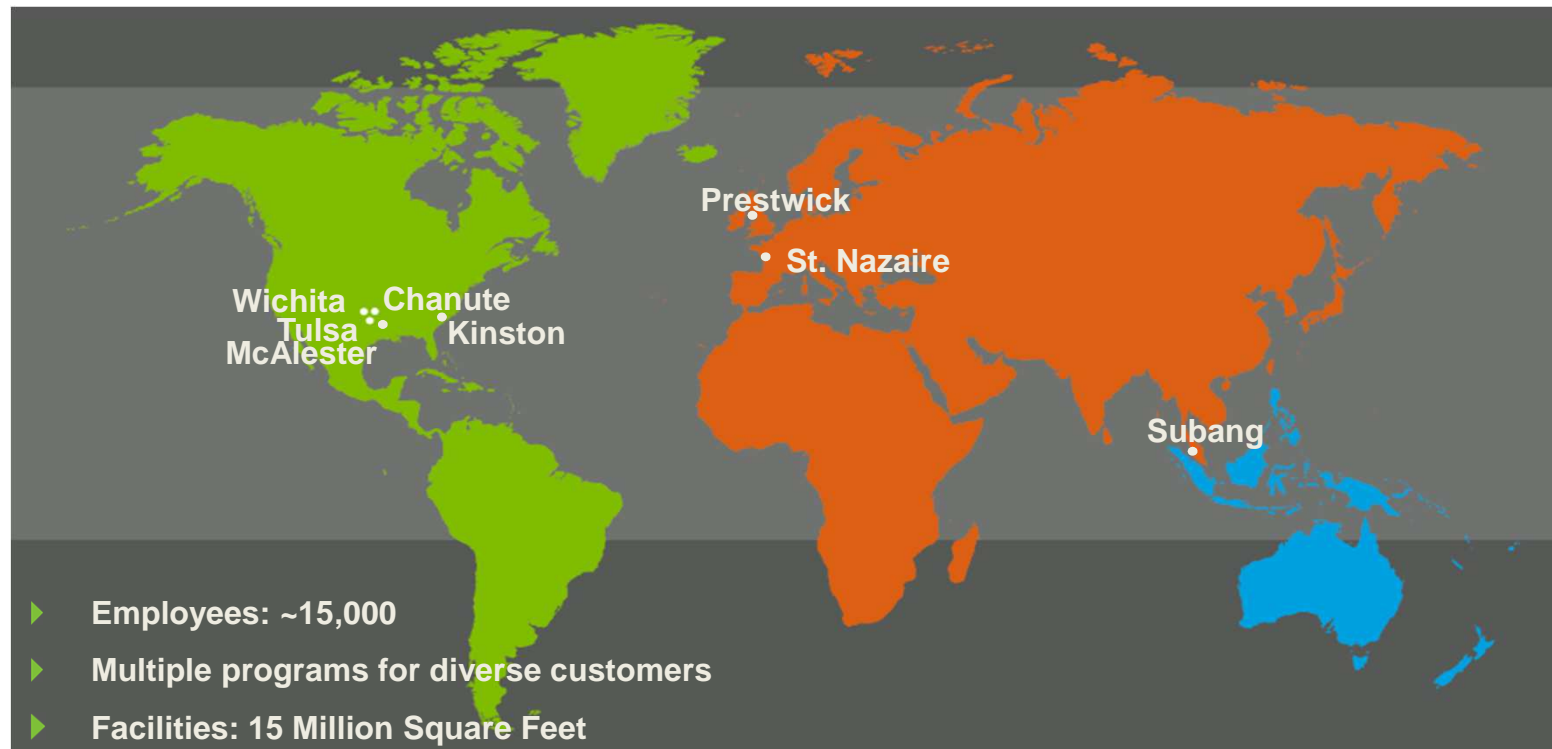 Prestwick
St. Nazaire
Wichita
Chanute
Tulsa
Kinston
McAlester
Subang
Employees: ~15,000
Multiple programs for diverse customers
Facilities: 15 Million Square Feet